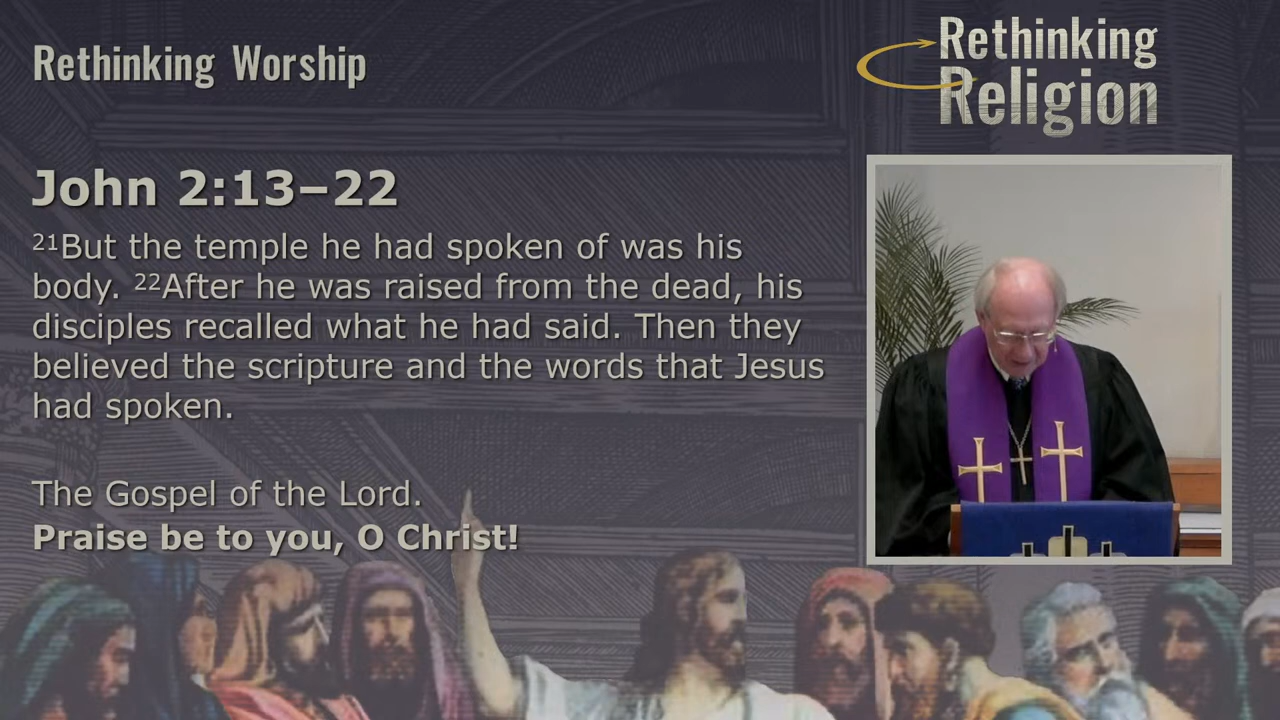 Rethinking Worship
Rethinking
Religion
John 2:13–22
²¹But the temple he had spoken of was his
body. ²²After he was raised from the dead, his
disciples recalled what he had said. Then they
believed the scripture and the words that Jesus
had spoken.
The Gospel of the Lord.
Praise be to you, O Christ!